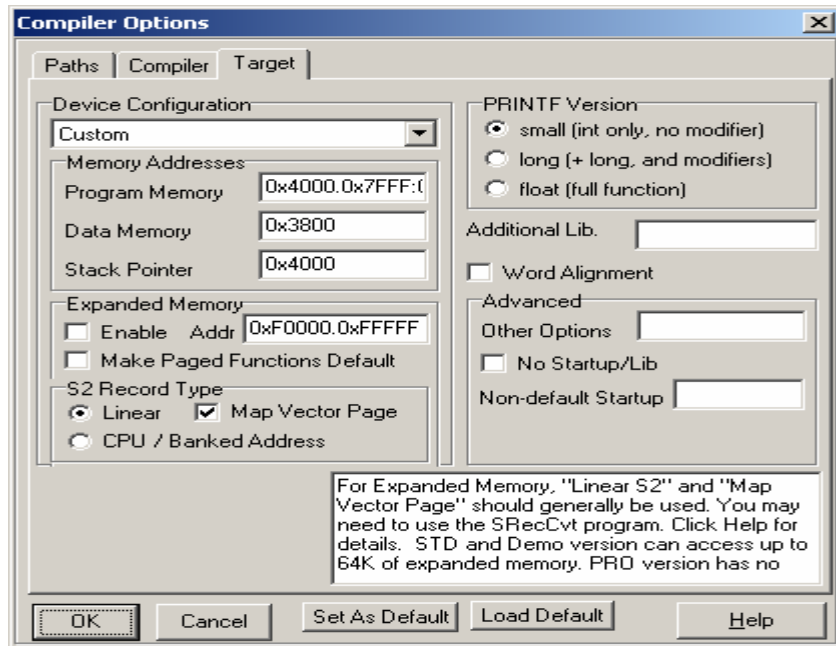 Compiler Options
Paths
Compiler
Target
Device Configuration
Custom
Memory Addresses
Program Memory 0x4000.0x7FFF:(
Data Memory 0x3800
Stack Pointer 0x4000
Expanded Memory
Enable Addr 0xF0000.0xFFFFF
Make Paged Functions Default
S2 Record Type
Linear Map Vector Page
CPU / Banked Address
PRINTF Version
small (int only, no modifier)
long (+ long, and modifiers)
float (full function)
Additional Lib.
Word Alignment
Advanced
Other Options
No Startup/Lib
Non-default Startup
For Expanded Memory, "Linear S2" and "Map
Vector Page" should generally be used. You may
need to use the SRecCvt program. Click Help for
details. STD and Demo version can access up to
64K of expanded memory. PRO version has no
OK
Cancel
Set As Default
Load Default
Help